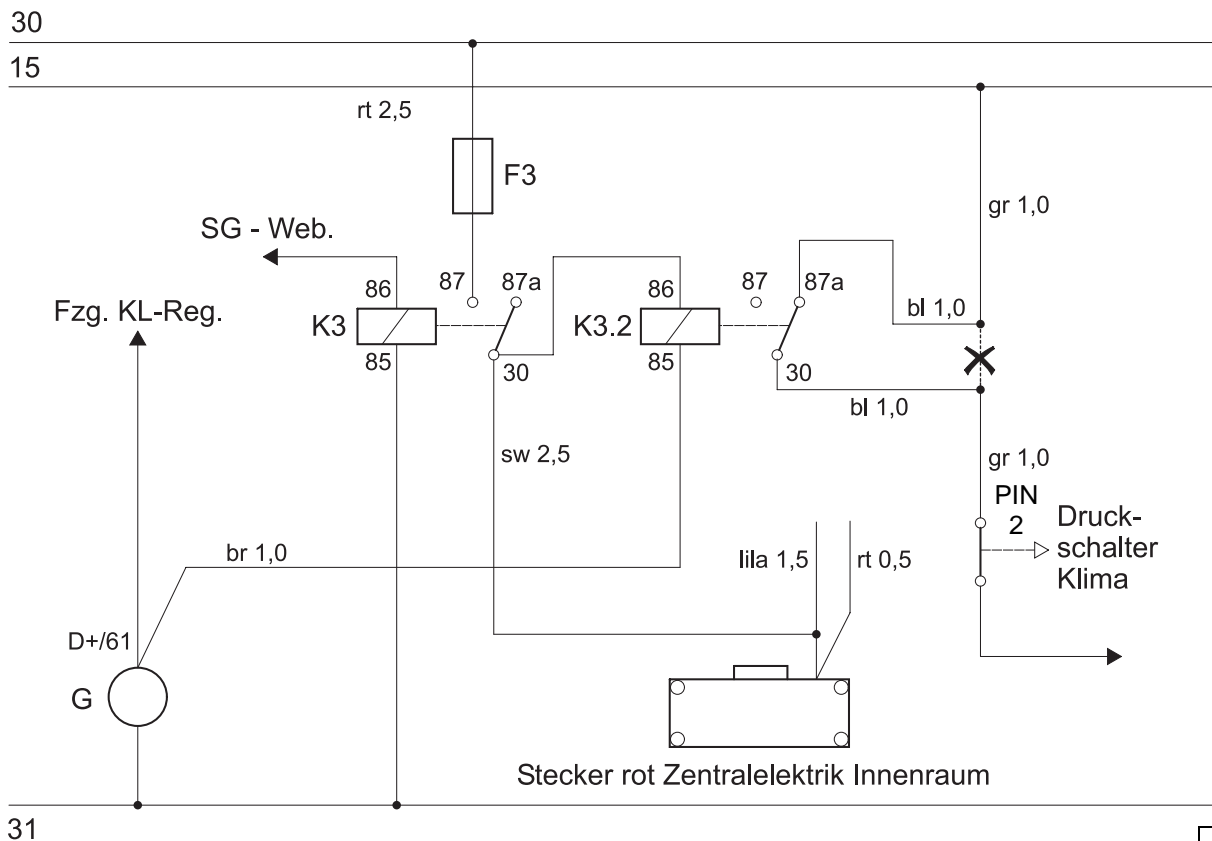 30
15
rt 2,5
F3
gr 1,0
SG - Web.
86
87
87a
86
87
87a
Fzg. KL-Reg.
bl 1,0
K3
K3.2
85
30
85
30
bl 1,0
sw 2,5
gr 1,0
PIN
2
Druck-
schalter
Klima
br 1,0
lila 1,5
rt 0,5
D+/61
G
Stecker rot Zentralelektrik Innenraum
31